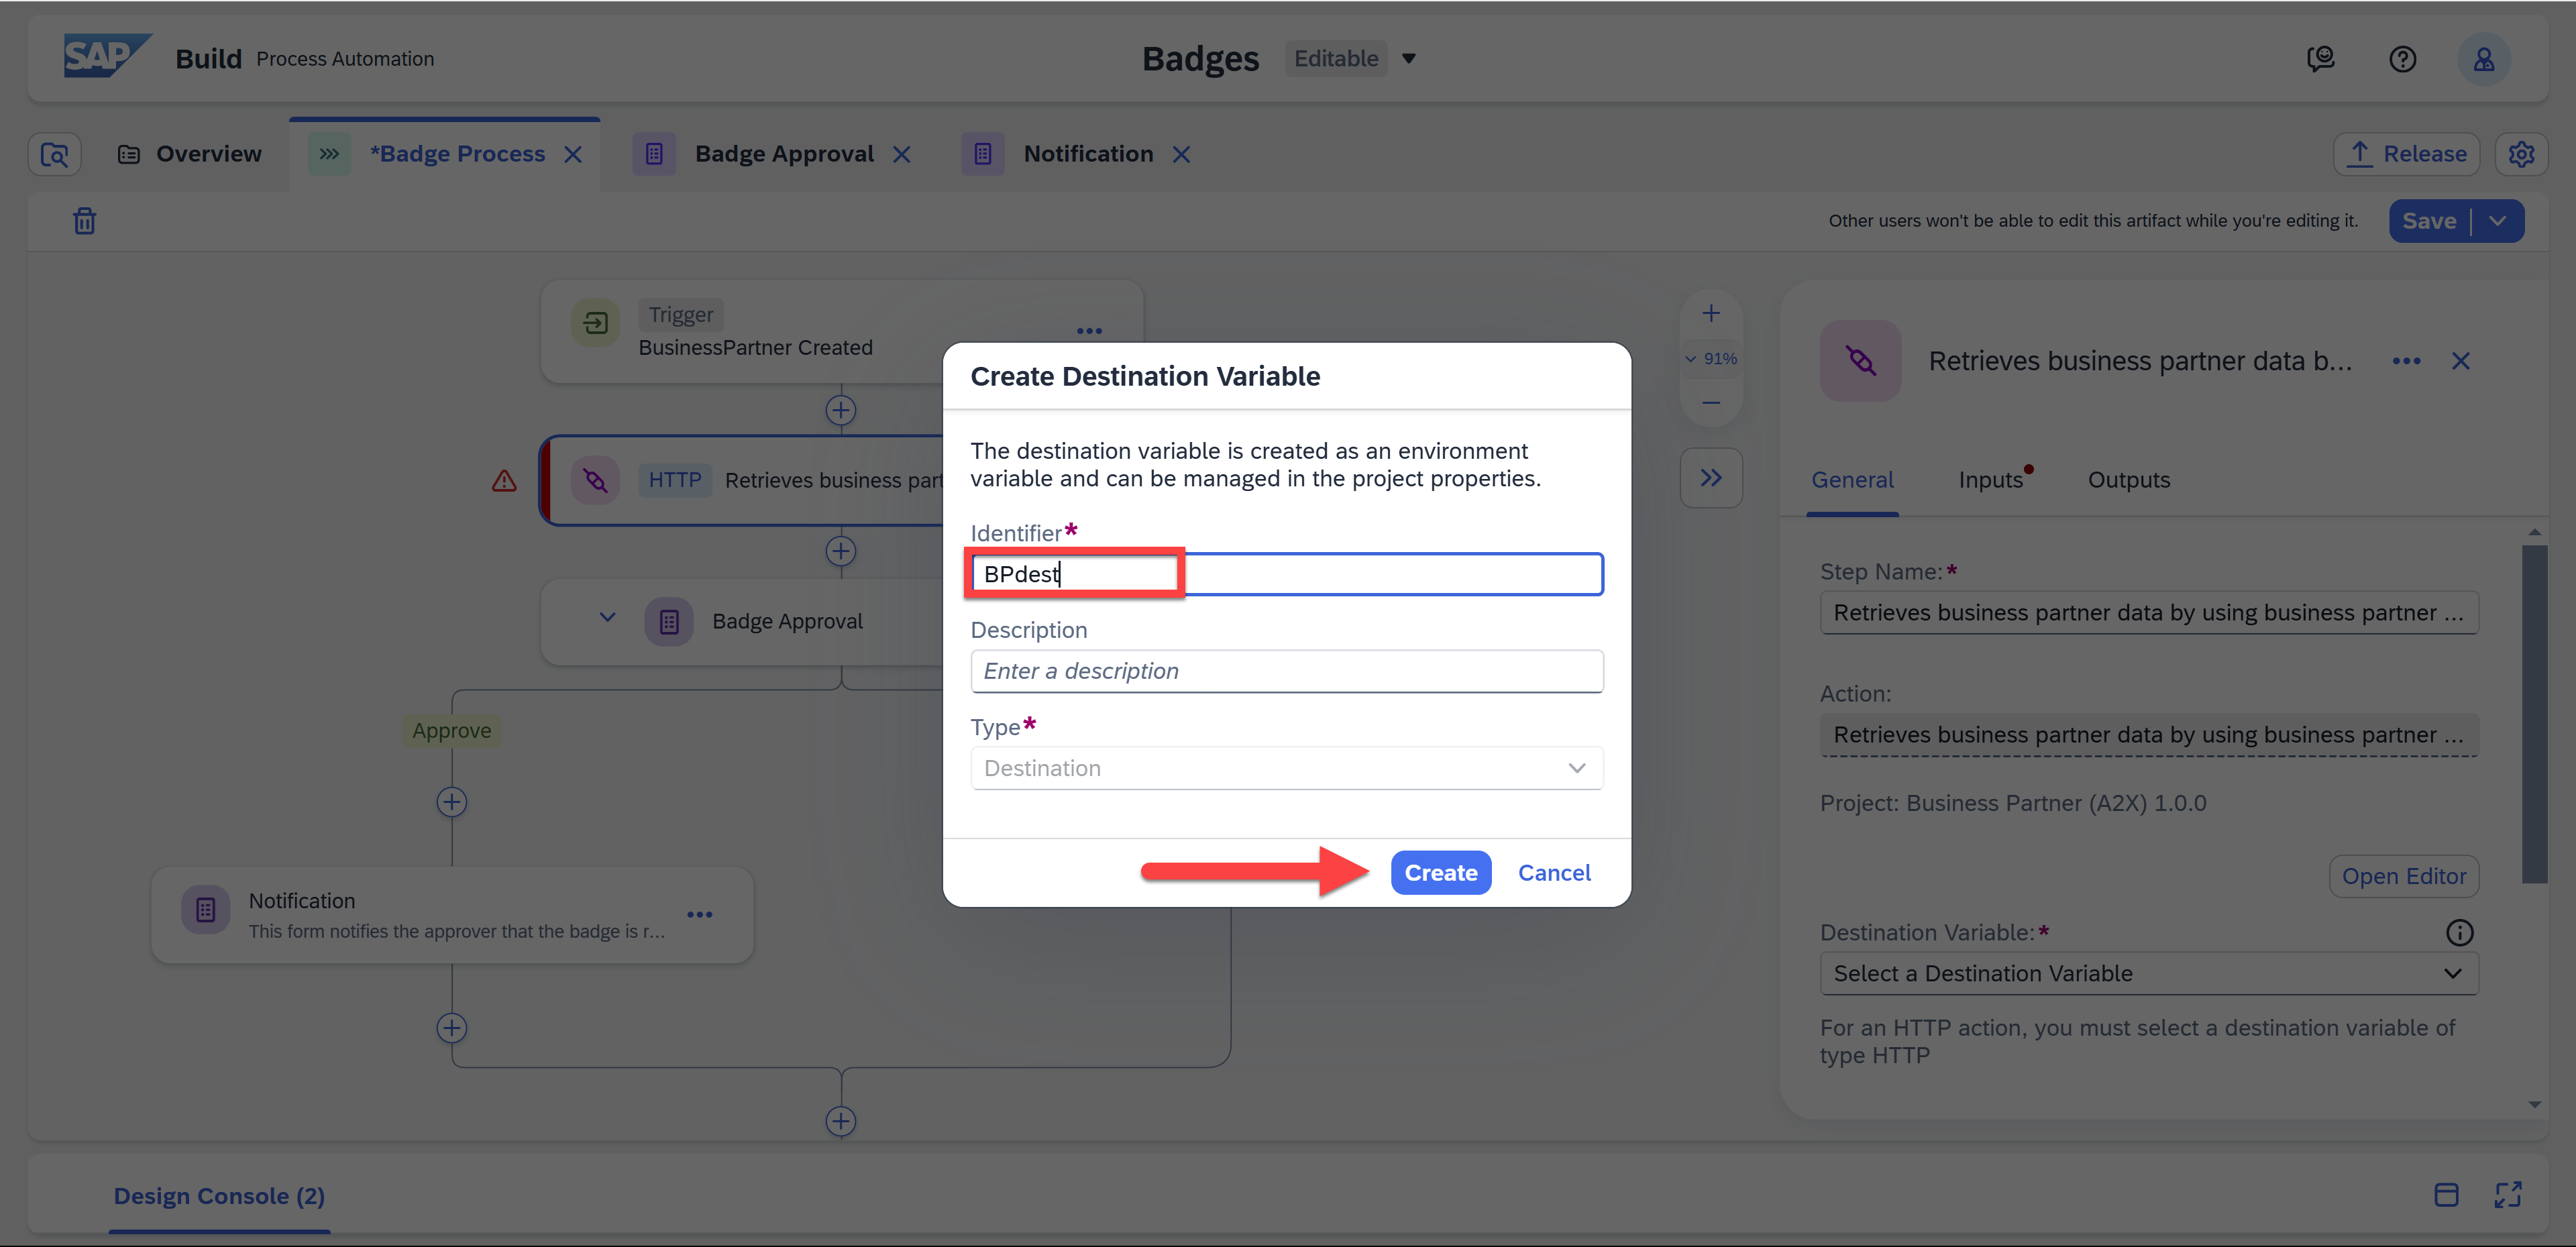 SAP Build Process Automation
Badges Editable
Overview
*Badge Process
Badge Approval
Notification
Release
Other users won't be able to edit this artifact while you're editing it.
Save
Trigger
BusinessPartner Created
HTTP Retrieves business part
Badge Approval
Approve
Notification
This form notifies the approver that the badge is r...
91%
Create Destination Variable
The destination variable is created as an environment
variable and can be managed in the project properties.
Identifier*
BPdest
Description
Enter a description
Type*
Destination
Create Cancel
Retrieves business partner data b...
General Inputs Outputs
Step Name:*
Retrieves business partner data by using business partner ...
Action:
Retrieves business partner data by using business partner ...
Project: Business Partner (A2X) 1.0.0
Open Editor
Destination Variable:*
Select a Destination Variable
For an HTTP action, you must select a destination variable of
type HTTP
Design Console (2)